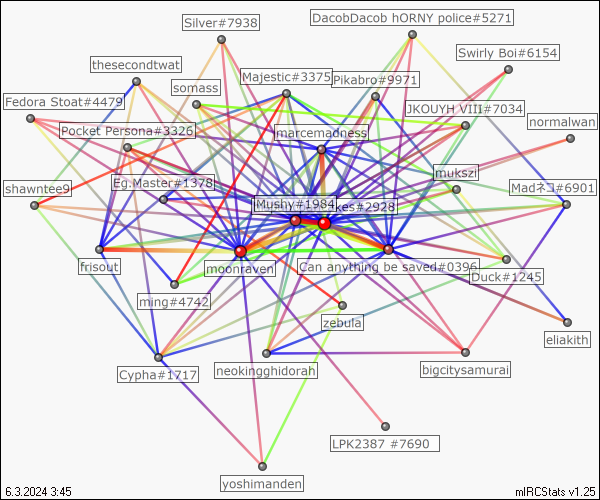 DacobDacob hORNY police#5271
Silver#7938
Swirly Boi#6154
thesecondtwat
Majestic#3375
Pikabro#9971
somass
Fedora Stoat#4479
JKOUYH VIII#7034
normalwan
Pocket Persona#3326
marcemadness
mukszi
Eg.Master#1378
shawntee9
Madネコ#6901
Mushy#1984
kes#2928
frisout
moonraven
Can anything be saved#0396
Duck#1245
ming#4742
zebula
eliakith
Cypha#1717
neokingghidorah
bigcitysamurai
LPK2387 #7690
yoshimanden
6.3.2024 3:45
mIRCStats v1.25